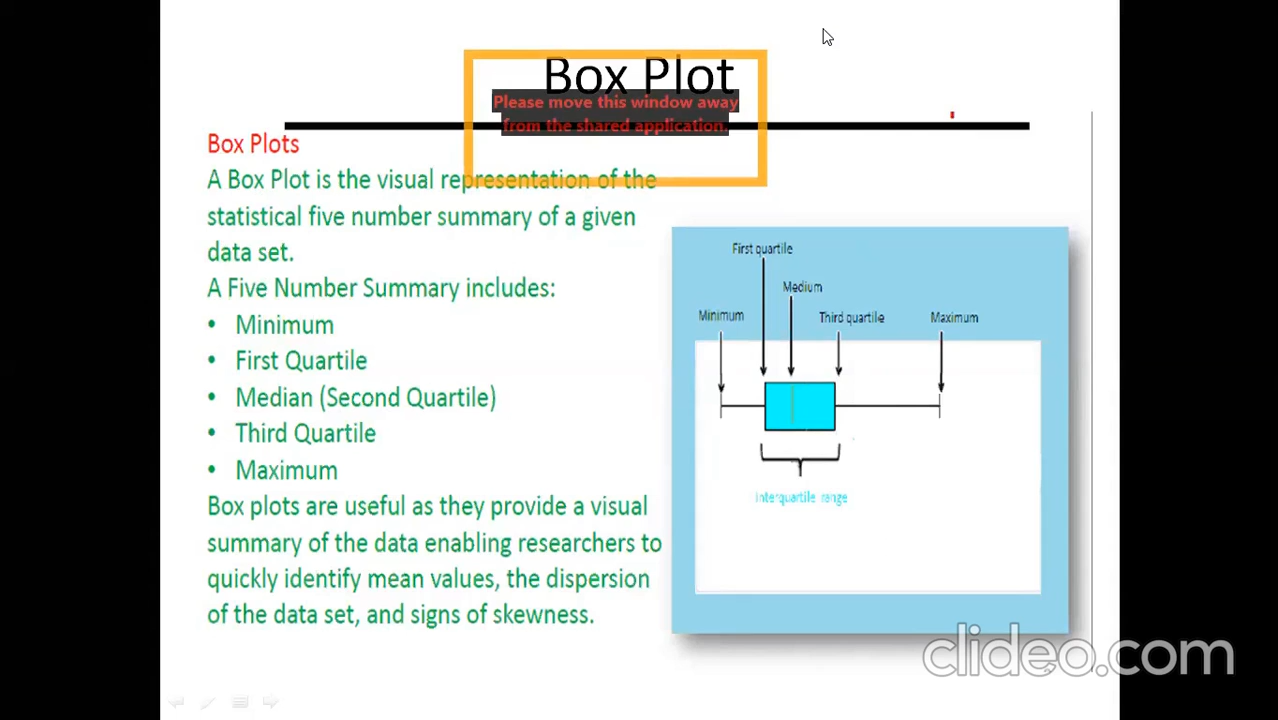 Box Plot
Please move this window away
from the shared application.
Box Plots
A Box Plot is the visual representation of the
statistical five number summary of a given
data set.
A Five Number Summary includes:
• Minimum
• First Quartile
• Median (Second Quartile)
• Third Quartile
• Maximum
Box plots are useful as they provide a visual
summary of the data enabling researchers to
quickly identify mean values, the dispersion
of the data set, and signs of skewness.
First quartile
Medium
Minimum
Third quartile
Maximum
Interquartile range
clideo.com